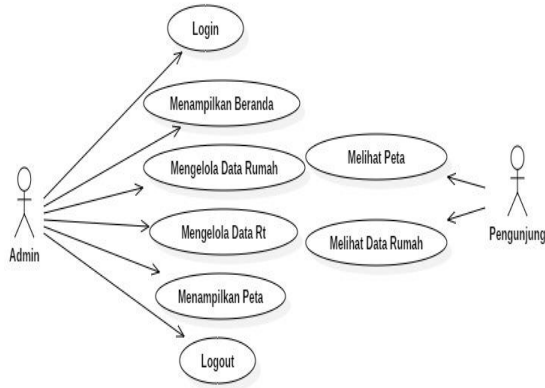 Login
Menampilkan Beranda
Mengelola Data Rumah
Melihat Peta
Mengelola Data Rt
Melihat Data Rumah
Admin
Pengunjung
Menampilkan Peta
Logout